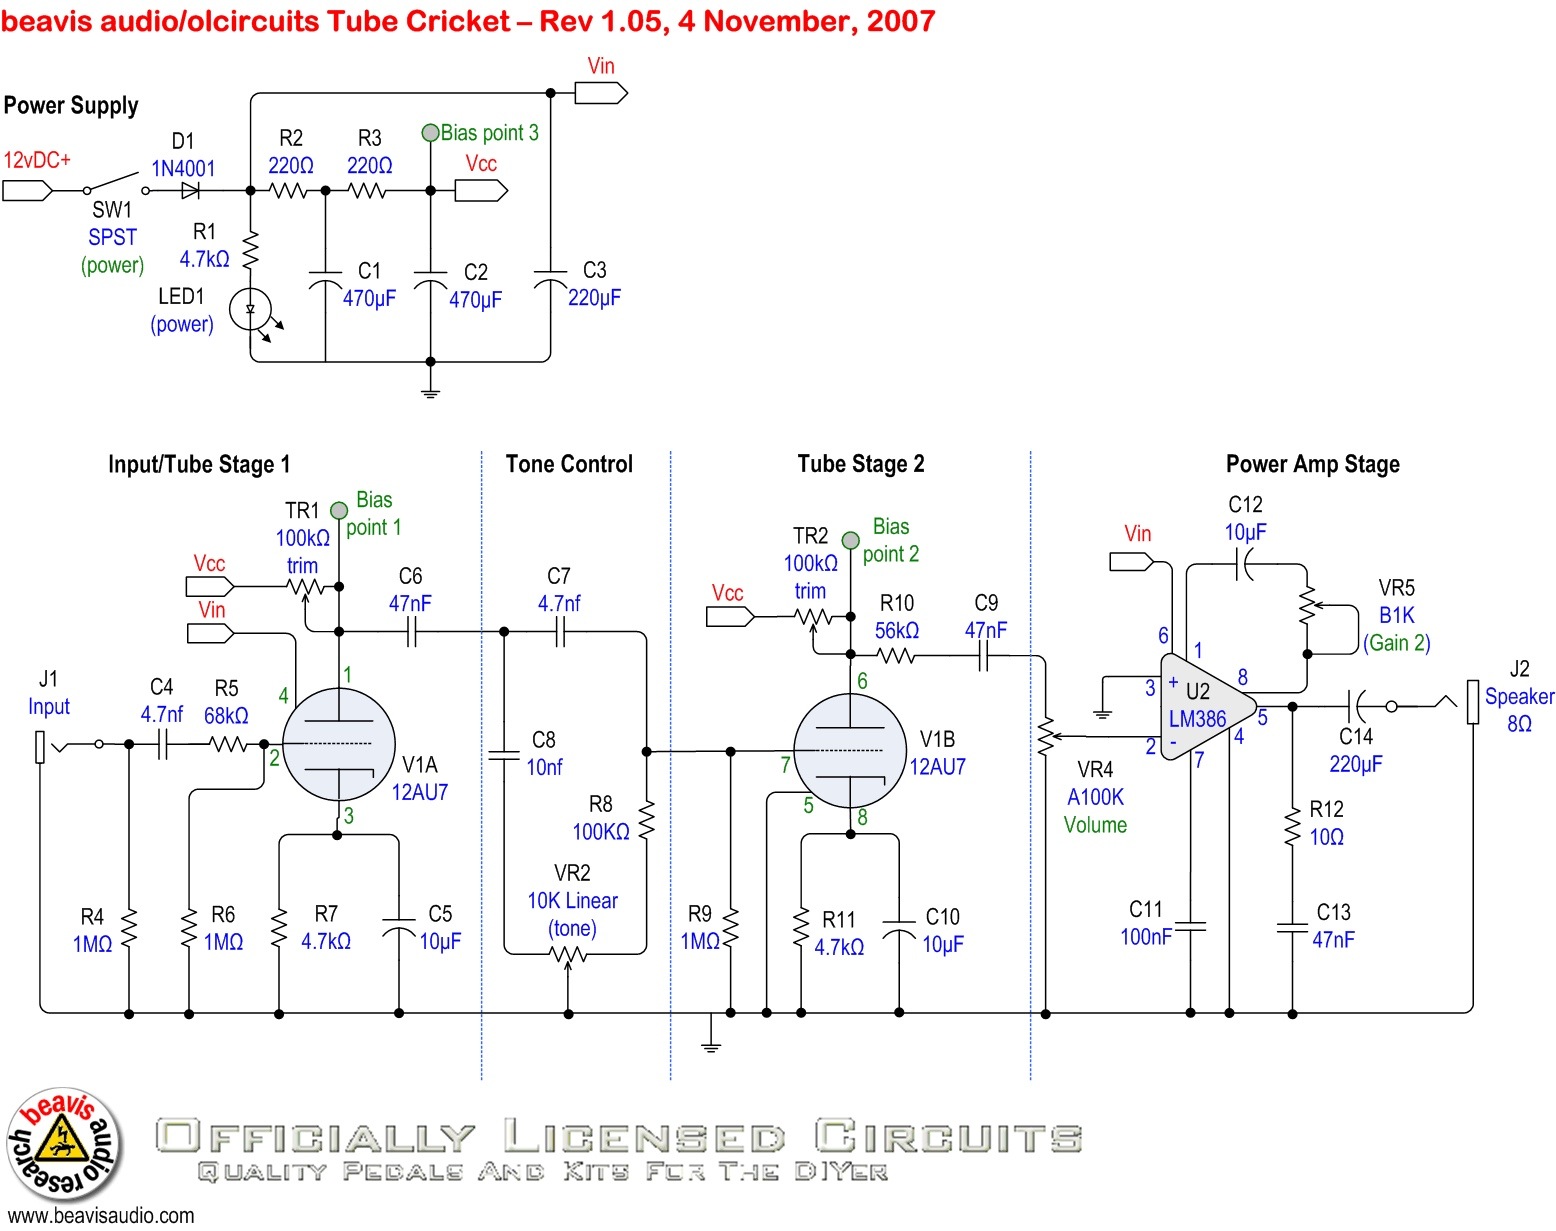 beavis audio/olcircuits Tube Cricket – Rev 1.05, 4 November, 2007
Vin
Power Supply
12vDC+
D1
1N4001
R2
220Ω
R3
220Ω
Bias point 3
Vcc
SW1
SPST
(power)
R1
4.7kΩ
LED1
(power)
C1
470µF
C2
470µF
C3
220µF
Input/Tube Stage 1
Tone Control
Tube Stage 2
Power Amp Stage
TR1
100kΩ
trim
Bias
point 1
Vcc
Vin
J1
Input
C4
4.7nf
R5
68kΩ
4
1
2
3
V1A
12AU7
C6
47nF
R4
1MΩ
R6
1MΩ
R7
4.7kΩ
C5
10µF
C7
4.7nf
C8
10nf
R8
100KΩ
VR2
10K Linear
(tone)
TR2
100kΩ
trim
Bias
point 2
Vcc
R10
56kΩ
C9
47nF
6
7
5
8
V1B
12AU7
R9
1MΩ
R11
4.7kΩ
C10
10µF
Vin
C12
10µF
VR5
B1K
(Gain 2)
6
1
8
3
+
U2
LM386
2
-
7
4
5
VR4
A100K
Volume
J2
Speaker
8Ω
C14
220µF
R12
10Ω
C11
100nF
C13
47nF
beavis audio research
Officially Licensed Circuits
Quality Pedals And Kits For The DIYer
www.beavisaudio.com